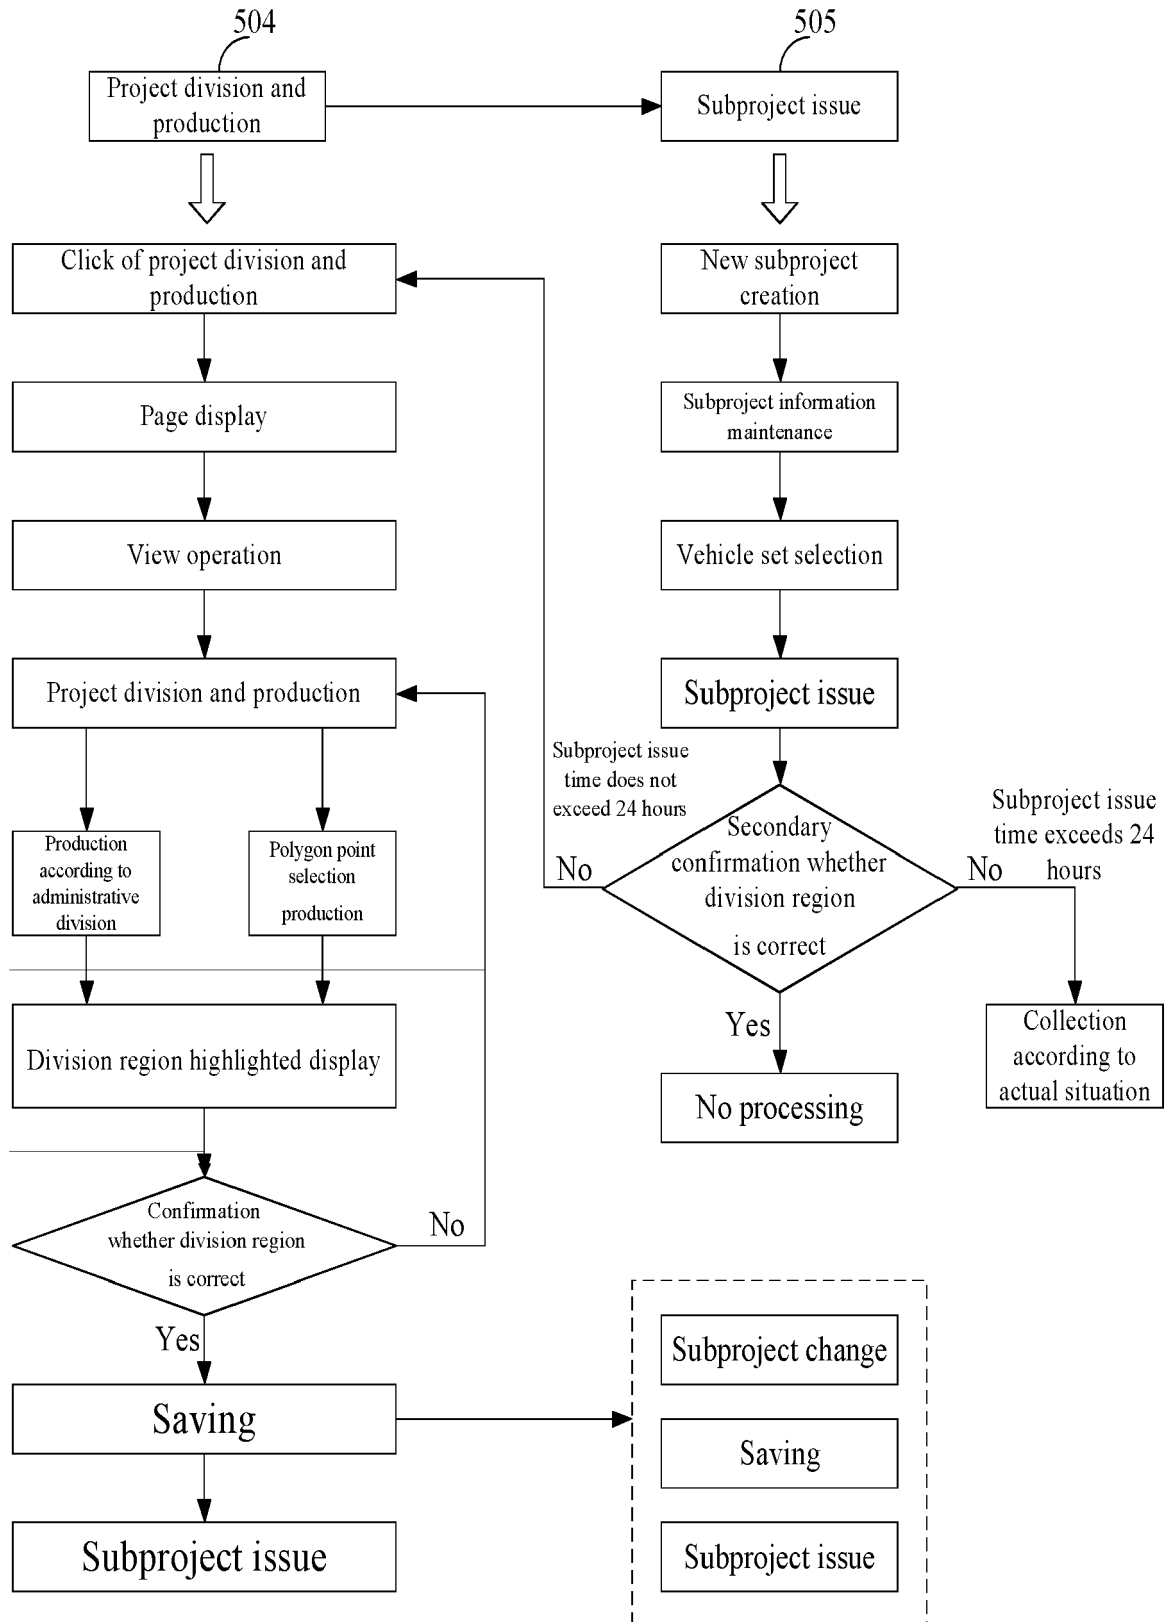 504
505
Project division and
production
Subproject issue
Click of project division and
production
New subproject
creation
Page display
Subproject information
maintenance
View operation
Vehicle set selection
Project division and production
Subproject issue
Subproject issue
time does not
exceed 24 hours
Subproject issue
time exceeds 24
hours
Secondary
confirmation whether
division region
is correct
No
No
Production
according to
administrative
division
Polygon point
selection
production
Yes
Collection
according to
actual situation
Division region highlighted display
No processing
Confirmation
whether division region
is correct
No
Yes
Subproject change
Saving
Saving
Subproject issue
Subproject issue